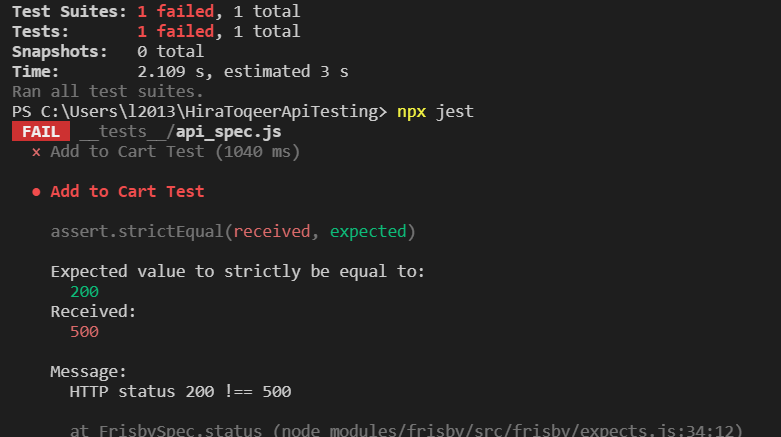 Test Suites: 1 failed, 1 total
Tests: 1 failed, 1 total
Snapshots: 0 total
Time: 2.109 s, estimated 3 s
Ran all test suites.
PS C:\Users\l2013\HiraToqeerApiTesting> npx jest
FAIL __tests__/api_spec.js
× Add to Cart Test (1040 ms)
● Add to Cart Test
assert.strictEqual(received, expected)
Expected value to strictly be equal to:
200
Received:
500
Message:
HTTP status 200 !== 500
at FrisbySpec.status (node_modules/frisby/src/frisby/expects.js:34:12)